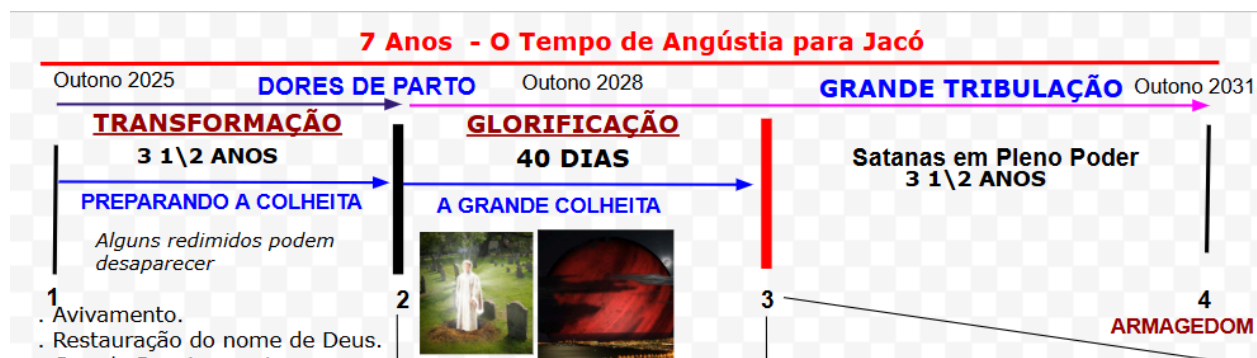 7 Anos - O Tempo de Angústia para Jacó
Outono 2025
DORES DE PARTO
Outono 2028
GRANDE TRIBULAÇÃO
Outono 2031
TRANSFORMAÇÃO
3 1\2 ANOS
GLORIFICAÇÃO
40 DIAS
Satanas em Pleno Poder
3 1\2 ANOS
PREPARANDO A COLHEITA
A GRANDE COLHEITA
Alguns redimidos podem
desaparecer
1
2
3
4
. Avivamento.
. Restauração do nome de Deus.
ARMAGEDOM